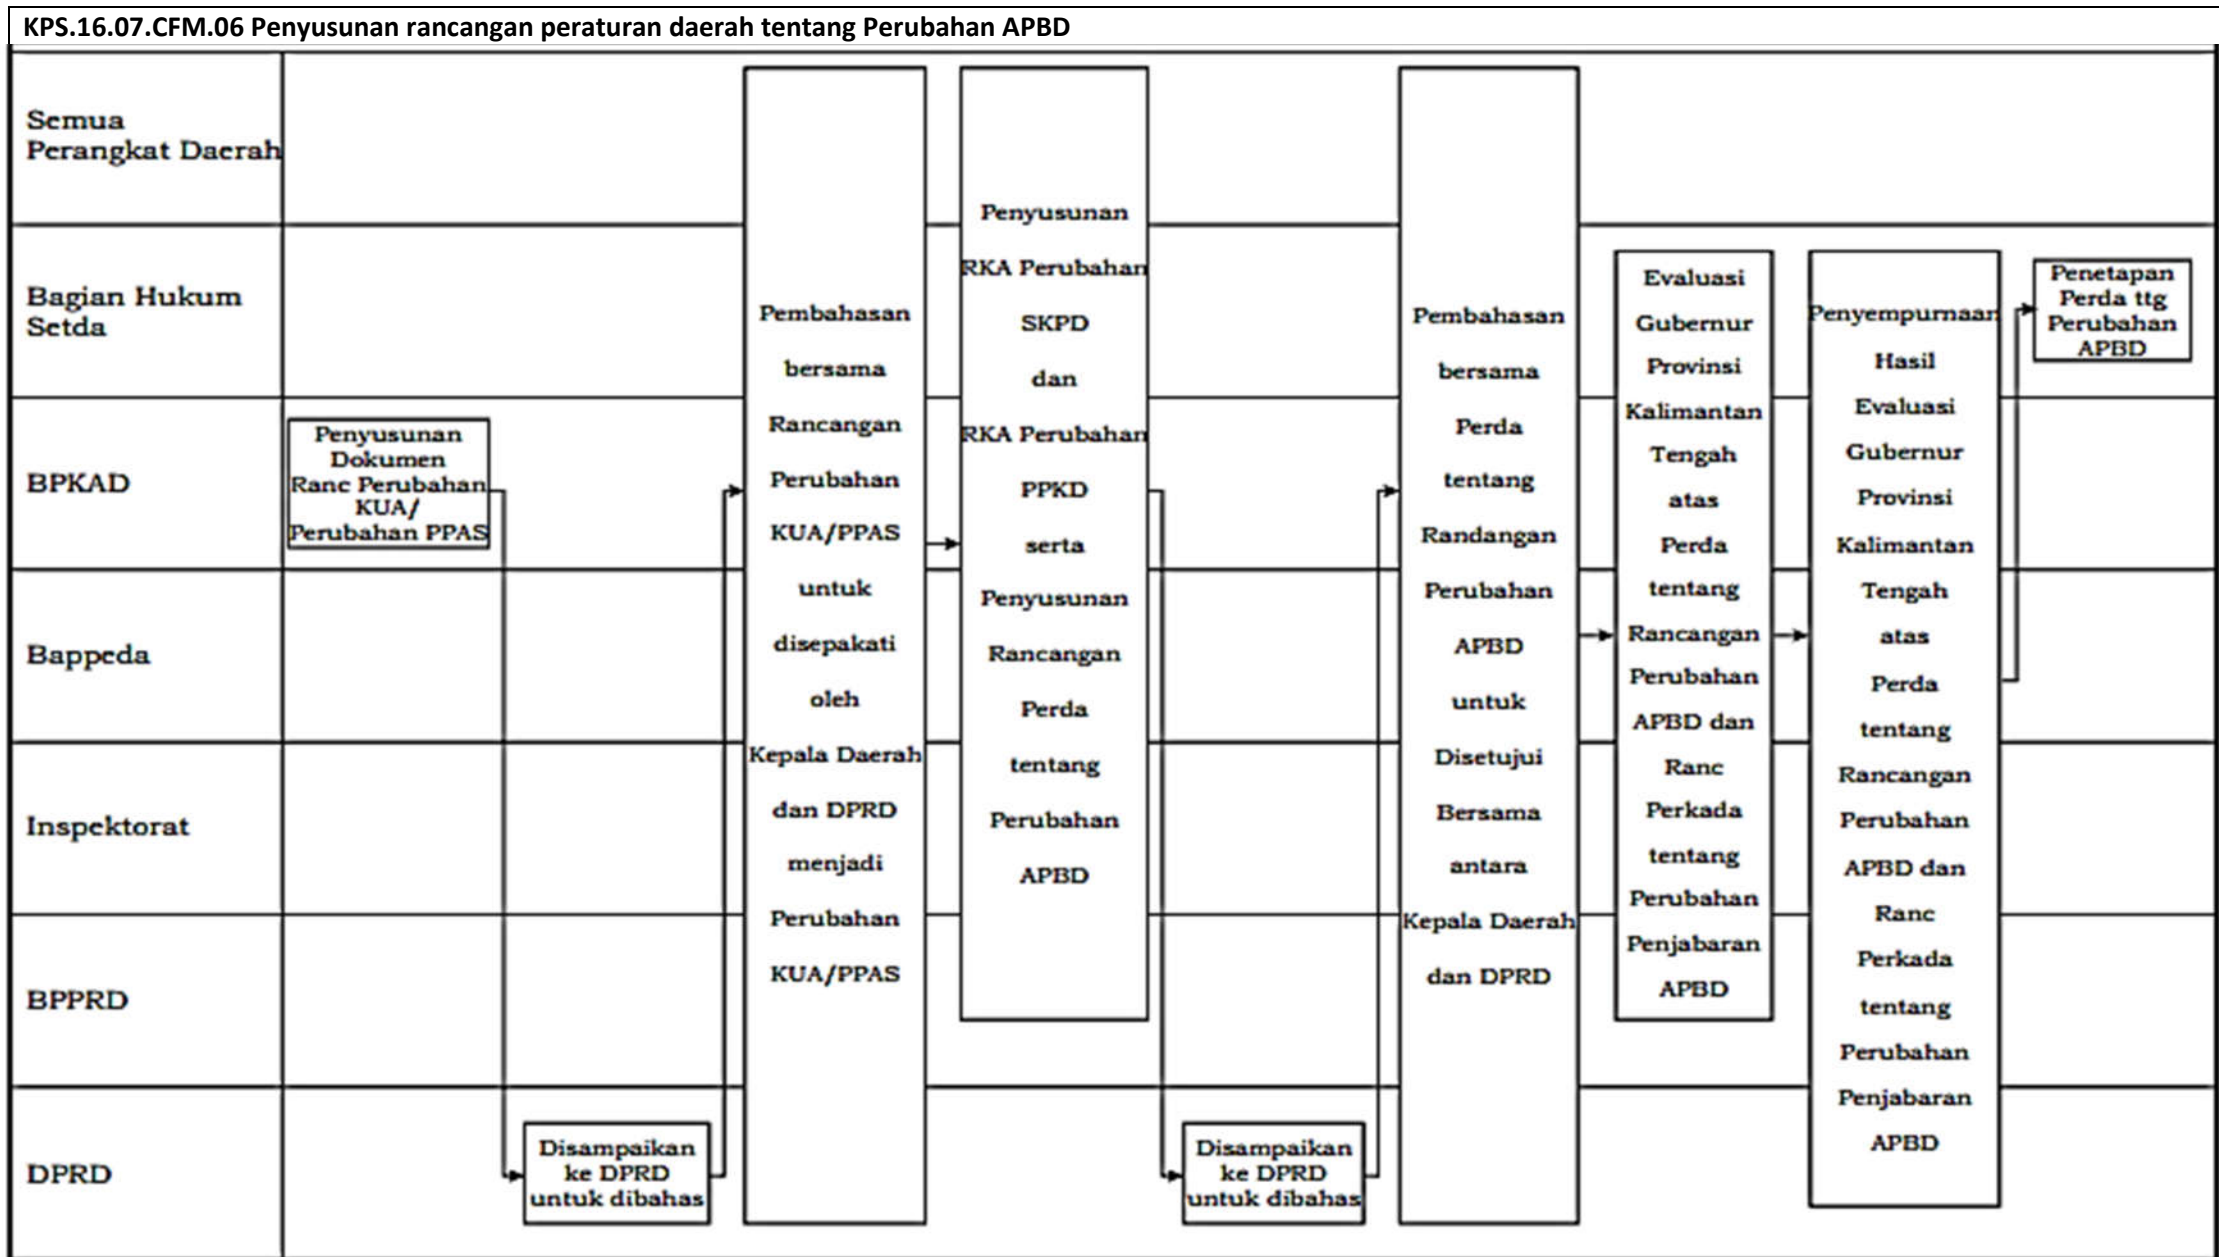 KPS.16.07.CFM.06 Penyusunan rancangan peraturan daerah tentang Perubahan APBD
Semua
Perangkat Daerah
Bagian Hukum
Setda
BPKAD
Bappeda
Inspektorat
BPPRD
DPRD
Penyusunan
Dokumen
Ranc Perubahan
KUA/
Perubahan PPAS
Disampaikan
ke DPRD
untuk dibahas
Pembahasan
bersama
Rancangan
Perubahan
KUA/PPAS
untuk
disepakati
oleh
Kepala Daerah
dan DPRD
menjadi
Perubahan
KUA/PPAS
Penyusunan
RKA Perubahan
SKPD
dan
RKA Perubahan
PPKD
serta
Penyusunan
Rancangan
Perda
tentang
Perubahan
APBD
Disampaikan
ke DPRD
untuk dibahas
Pembahasan
bersama
Perda
tentang
Randangan
Perubahan
APBD
untuk
Disetujui
Bersama
antara
Kepala Daerah
dan DPRD
Evaluasi
Gubernur
Provinsi
Kalimantan
Tengah
atas
Perda
tentang
Rancangan
Perubahan
APBD dan
Ranc
Perkada
tentang
Perubahan
Penjabaran
APBD
Penyempurnaan
Hasil
Evaluasi
Gubernur
Provinsi
Kalimantan
Tengah
atas
Perda
tentang
Rancangan
Perubahan
APBD dan
Ranc
Perkada
tentang
Perubahan
Penjabaran
APBD
Penetapan
Perda ttg
Perubahan
APBD